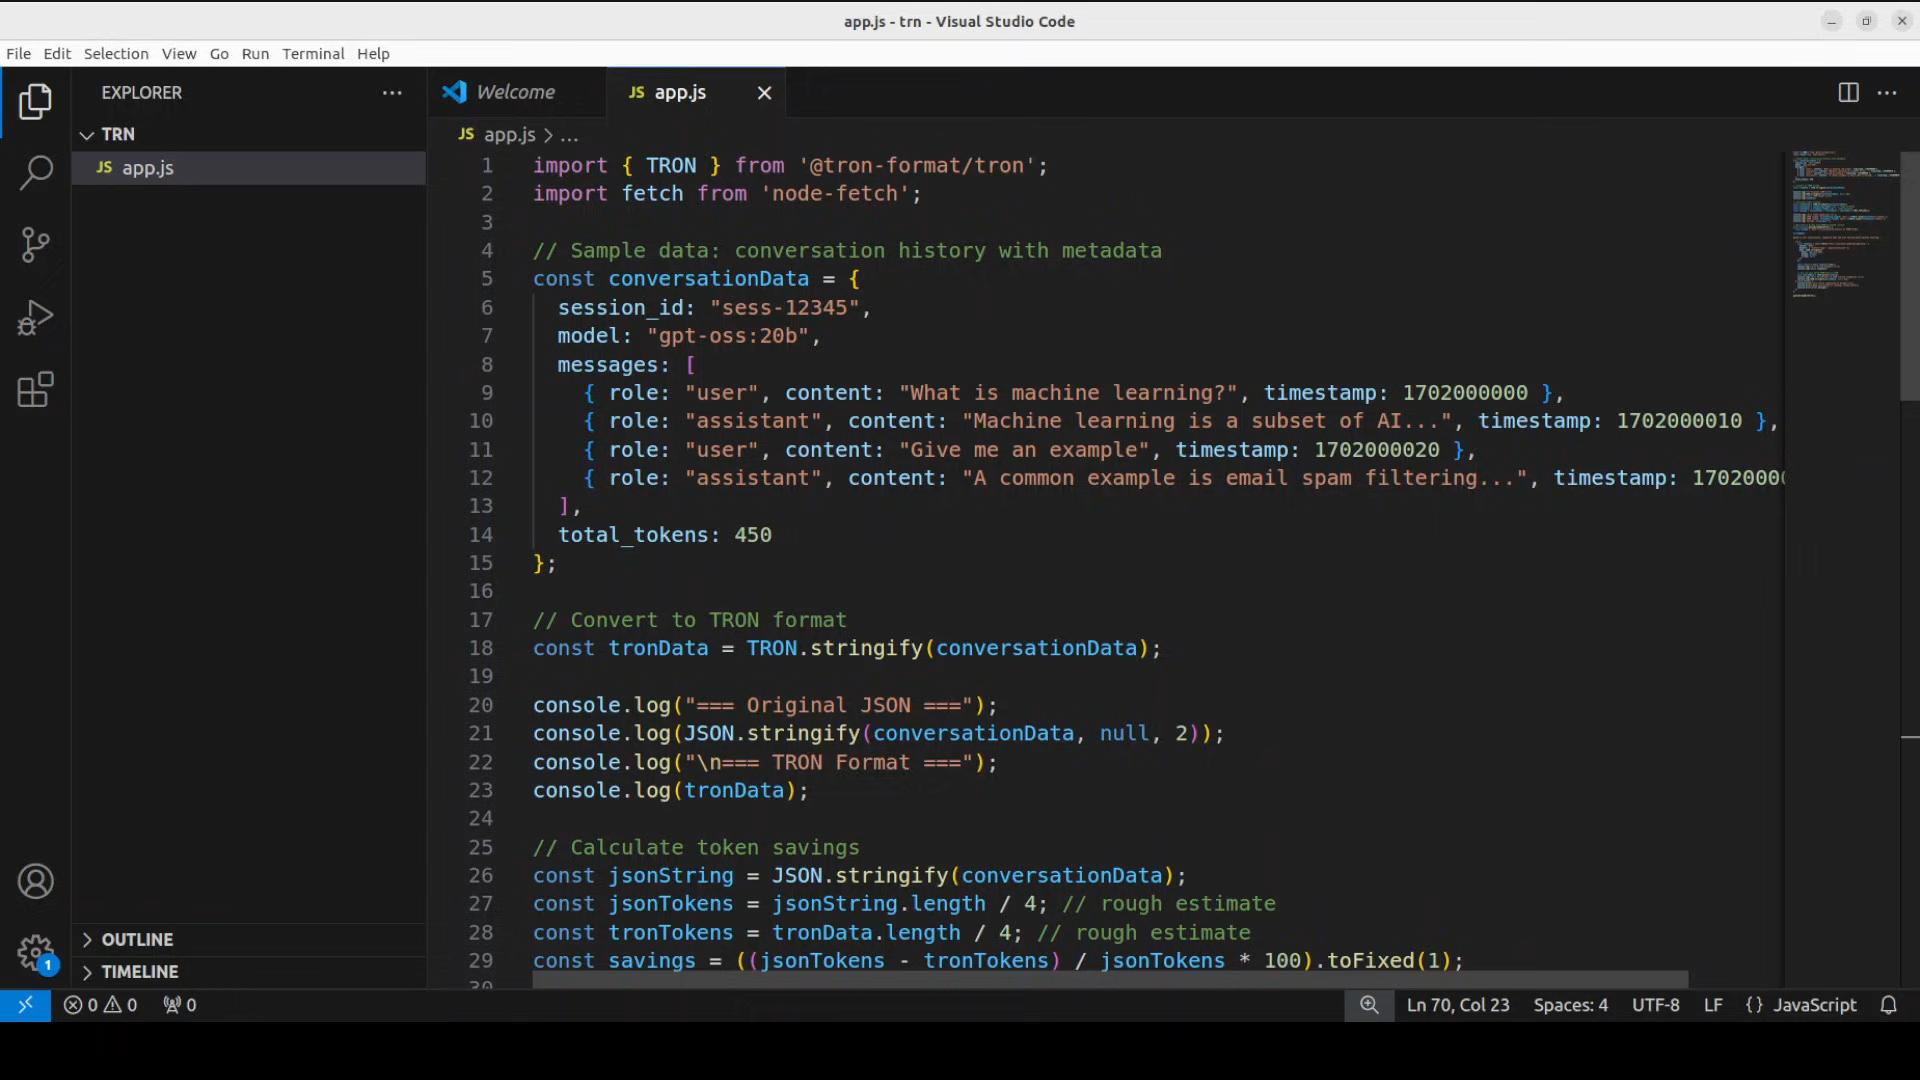 app.js - trn - Visual Studio Code
File Edit Selection View Go Run Terminal Help
EXPLORER
TRN
JS app.js
OUTLINE
TIMELINE
Welcome
JS app.js
JS app.js > ...
1 import { TRON } from '@tron-format/tron';
2 import fetch from 'node-fetch';
3
4 // Sample data: conversation history with metadata
5 const conversationData = {
6 session_id: "sess-12345",
7 model: "gpt-oss:20b",
8 messages: [
9 { role: "user", content: "What is machine learning?", timestamp: 1702000000 },
10 { role: "assistant", content: "Machine learning is a subset of AI...", timestamp: 1702000010 },
11 { role: "user", content: "Give me an example", timestamp: 1702000020 },
12 { role: "assistant", content: "A common example is email spam filtering...", timestamp: 1702000
13 ],
14 total_tokens: 450
15 };
16
17 // Convert to TRON format
18 const tronData = TRON.stringify(conversationData);
19
20 console.log("=== Original JSON ===");
21 console.log(JSON.stringify(conversationData, null, 2));
22 console.log("\n=== TRON Format ===");
23 console.log(tronData);
24
25 // Calculate token savings
26 const jsonString = JSON.stringify(conversationData);
27 const jsonTokens = jsonString.length / 4; // rough estimate
28 const tronTokens = tronData.length / 4; // rough estimate
29 const savings = ((jsonTokens - tronTokens) / jsonTokens * 100).toFixed(1);
30
1
0 0 0 Ln 70, Col 23 Spaces: 4 UTF-8 LF {} JavaScript